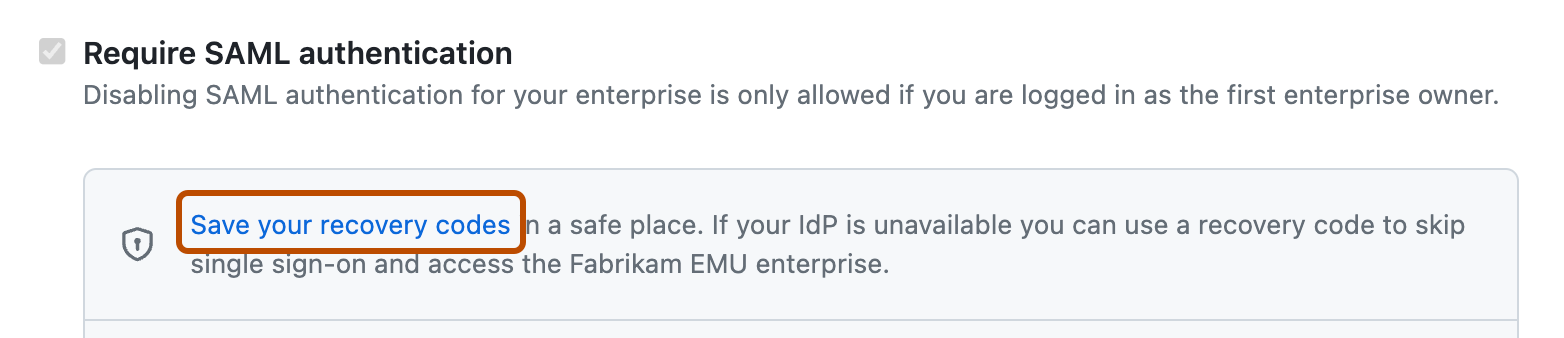 Require SAML authentication
Disabling SAML authentication for your enterprise is only allowed if you are logged in as the first enterprise owner.
Save your recovery codes in a safe place. If your IdP is unavailable you can use a recovery code to skip
single sign-on and access the Fabrikam EMU enterprise.